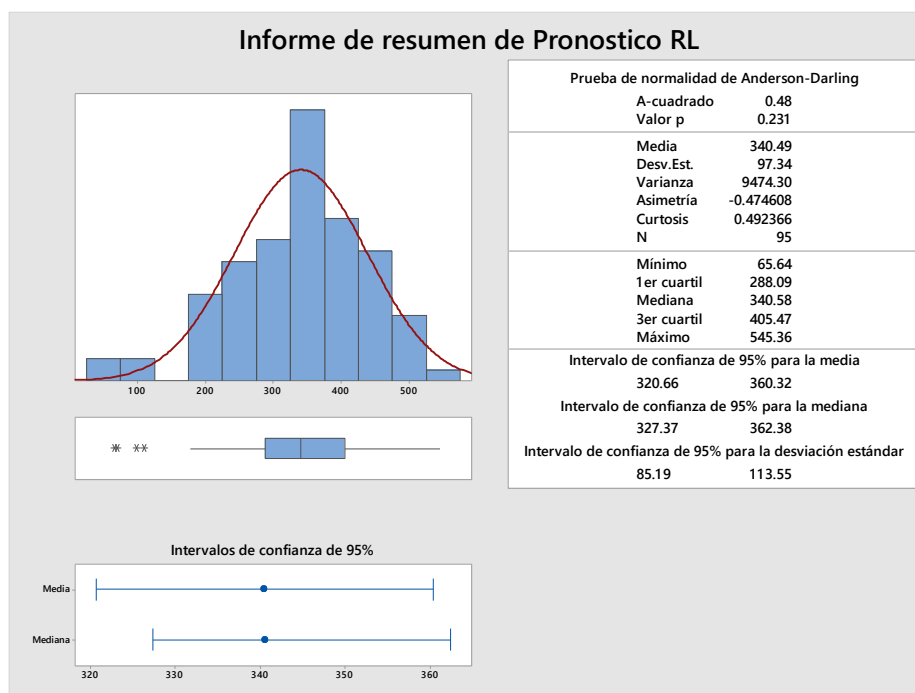 Informe de resumen de Pronostico RL
100 200 300 400 500
Intervalos de confianza de 95%
Media
Mediana
320 330 340 350 360
Prueba de normalidad de Anderson-Darling
A-cuadrado 0.48
Valor p 0.231
Media 340.49
Desv.Est. 97.34
Varianza 9474.30
Asimetría -0.474608
Curtosis 0.492366
N 95
Mínimo 65.64
1er cuartil 288.09
Mediana 340.58
3er cuartil 405.47
Máximo 545.36
Intervalo de confianza de 95% para la media
320.66 360.32
Intervalo de confianza de 95% para la mediana
327.37 362.38
Intervalo de confianza de 95% para la desviación estándar
85.19 113.55